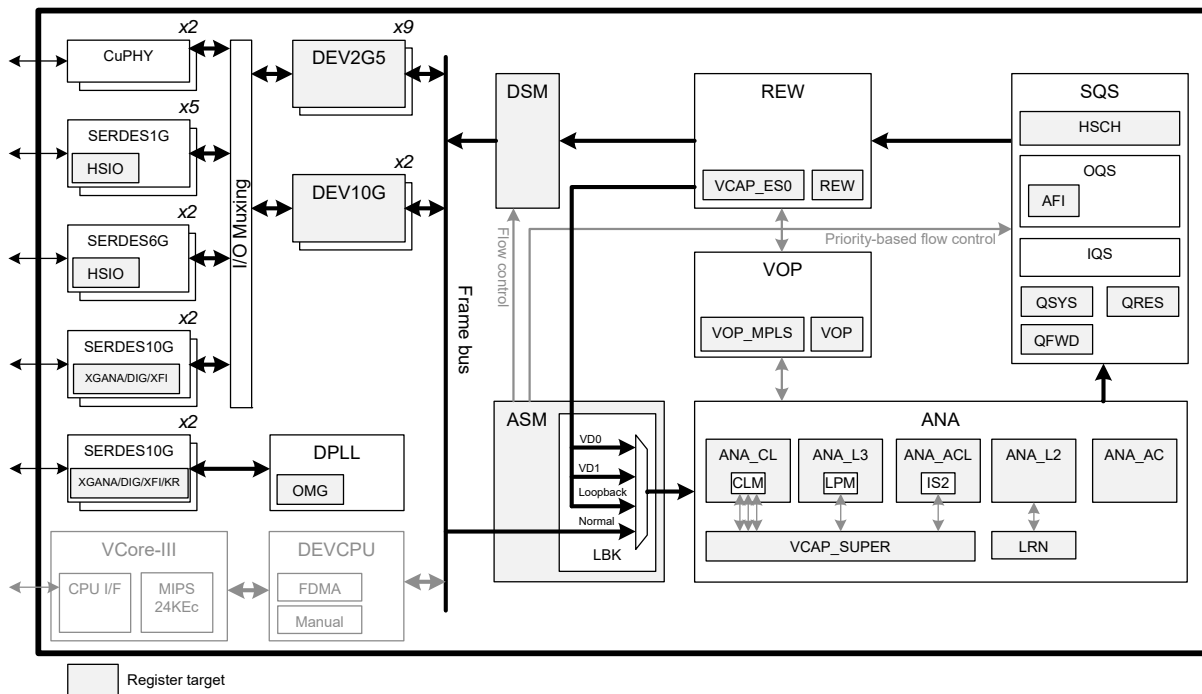 x2
CuPHY
x5
SERDES1G
HSIO
x2
SERDES6G
HSIO
x2
SERDES10G
XGANA/DIG/XFI
x2
SERDES10G
XGANA/DIG/XFI/KR
I/O Muxing
x9
DEV2G5
x2
DEV10G
DPLL
OMG
VCore-III
CPU I/F
MIPS
24KEc
DEVCPU
FDMA
Manual
Frame bus
DSM
Flow
control
REW
VCAP_ES0
REW
Priority-based flow control
VOP
VOP_MPLS
VOP
SQS
HSCH
OQS
AFI
IQS
QSYS
QRES
QFWD
ASM
VD0
VD1
Loopback
Normal
LBK
ANA
ANA_CL
CLM
ANA_L3
LPM
ANA_ACL
IS2
ANA_L2
ANA_AC
VCAP_SUPER
LRN
Register target